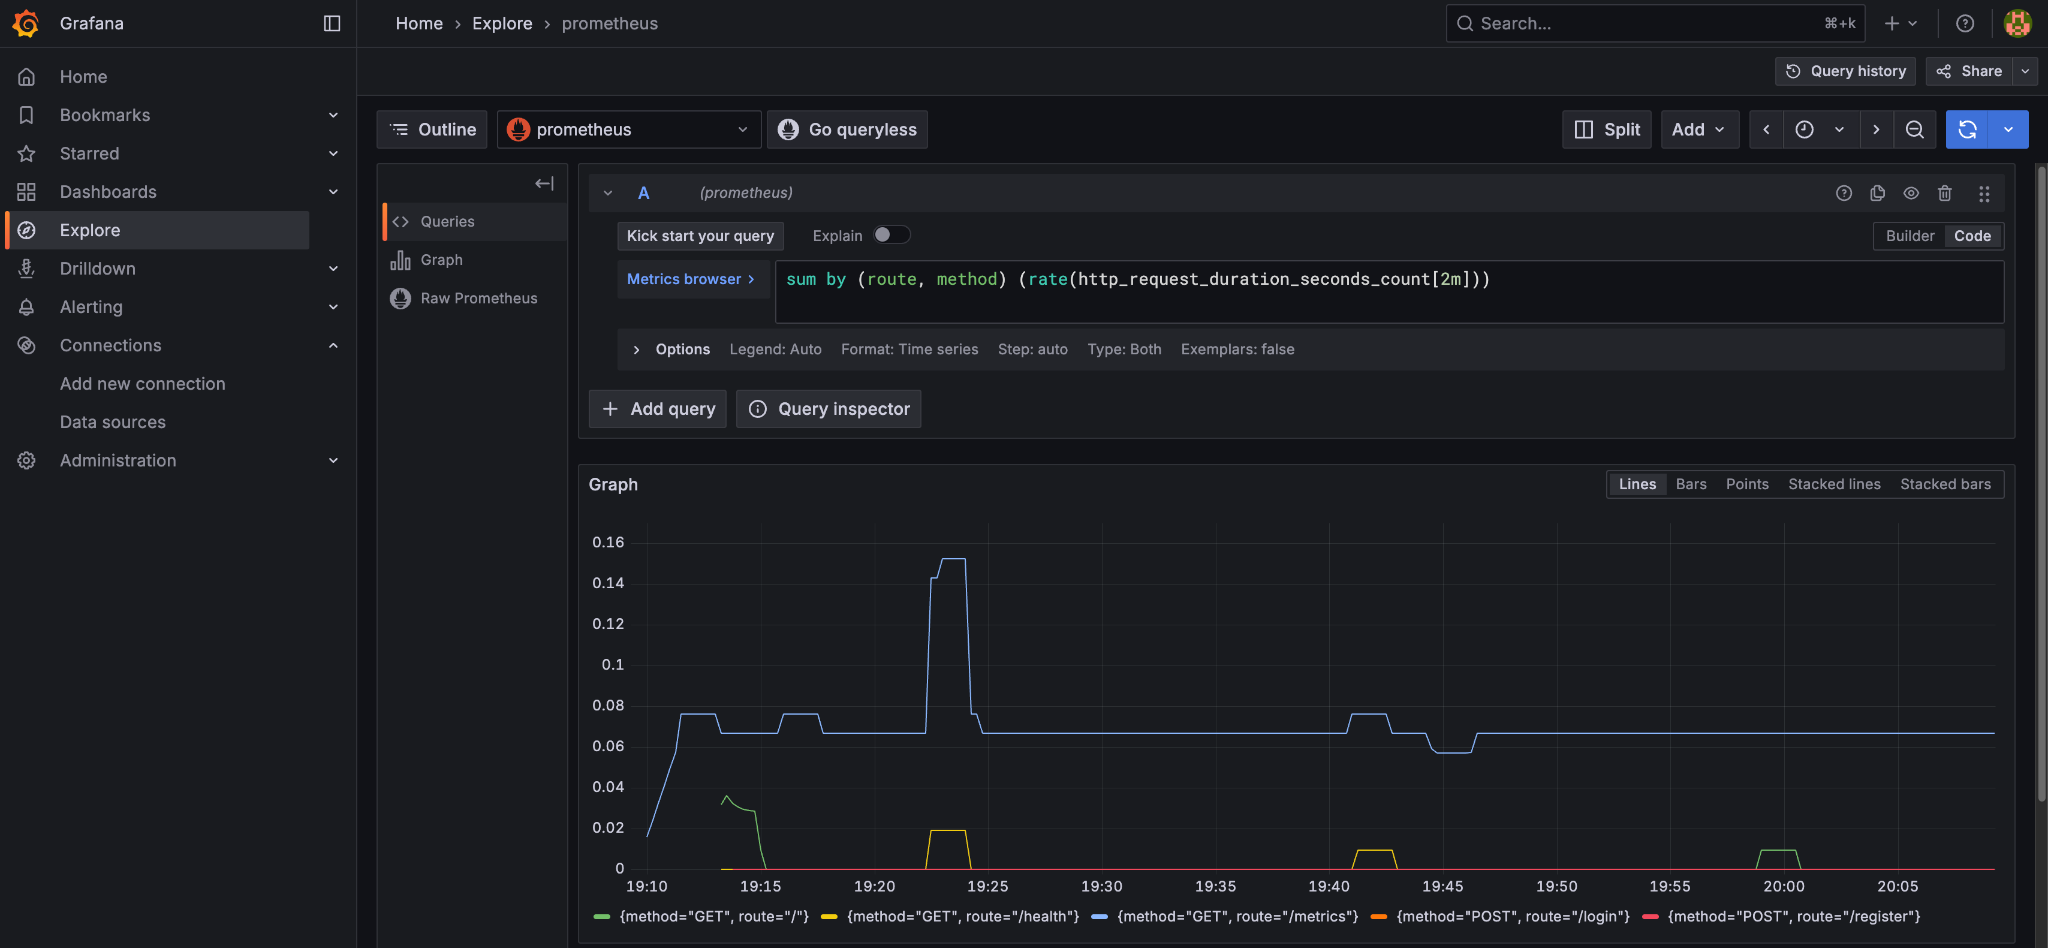 Grafana
Home › Explore › prometheus
Search...
⌘+k
Home
Bookmarks
Starred
Dashboards
Explore
Drilldown
Alerting
Connections
Add new connection
Data sources
Administration
Query history
Share
Outline
prometheus
Go queryless
Split
Add
Queries
Graph
Raw Prometheus
A (prometheus)
Kick start your query
Explain
Builder
Code
Metrics browser >
sum by (route, method) (rate(http_request_duration_seconds_count[2m]))
Options Legend: Auto Format: Time series Step: auto Type: Both Exemplars: false
+ Add query
Query inspector
Graph
Lines Bars Points Stacked lines Stacked bars
0.16
0.14
0.12
0.1
0.08
0.06
0.04
0.02
0
19:10 19:15 19:20 19:25 19:30 19:35 19:40 19:45 19:50 19:55 20:00 20:05
{method="GET", route="/"} {method="GET", route="/health"} {method="GET", route="/metrics"} {method="POST", route="/login"} {method="POST", route="/register"}